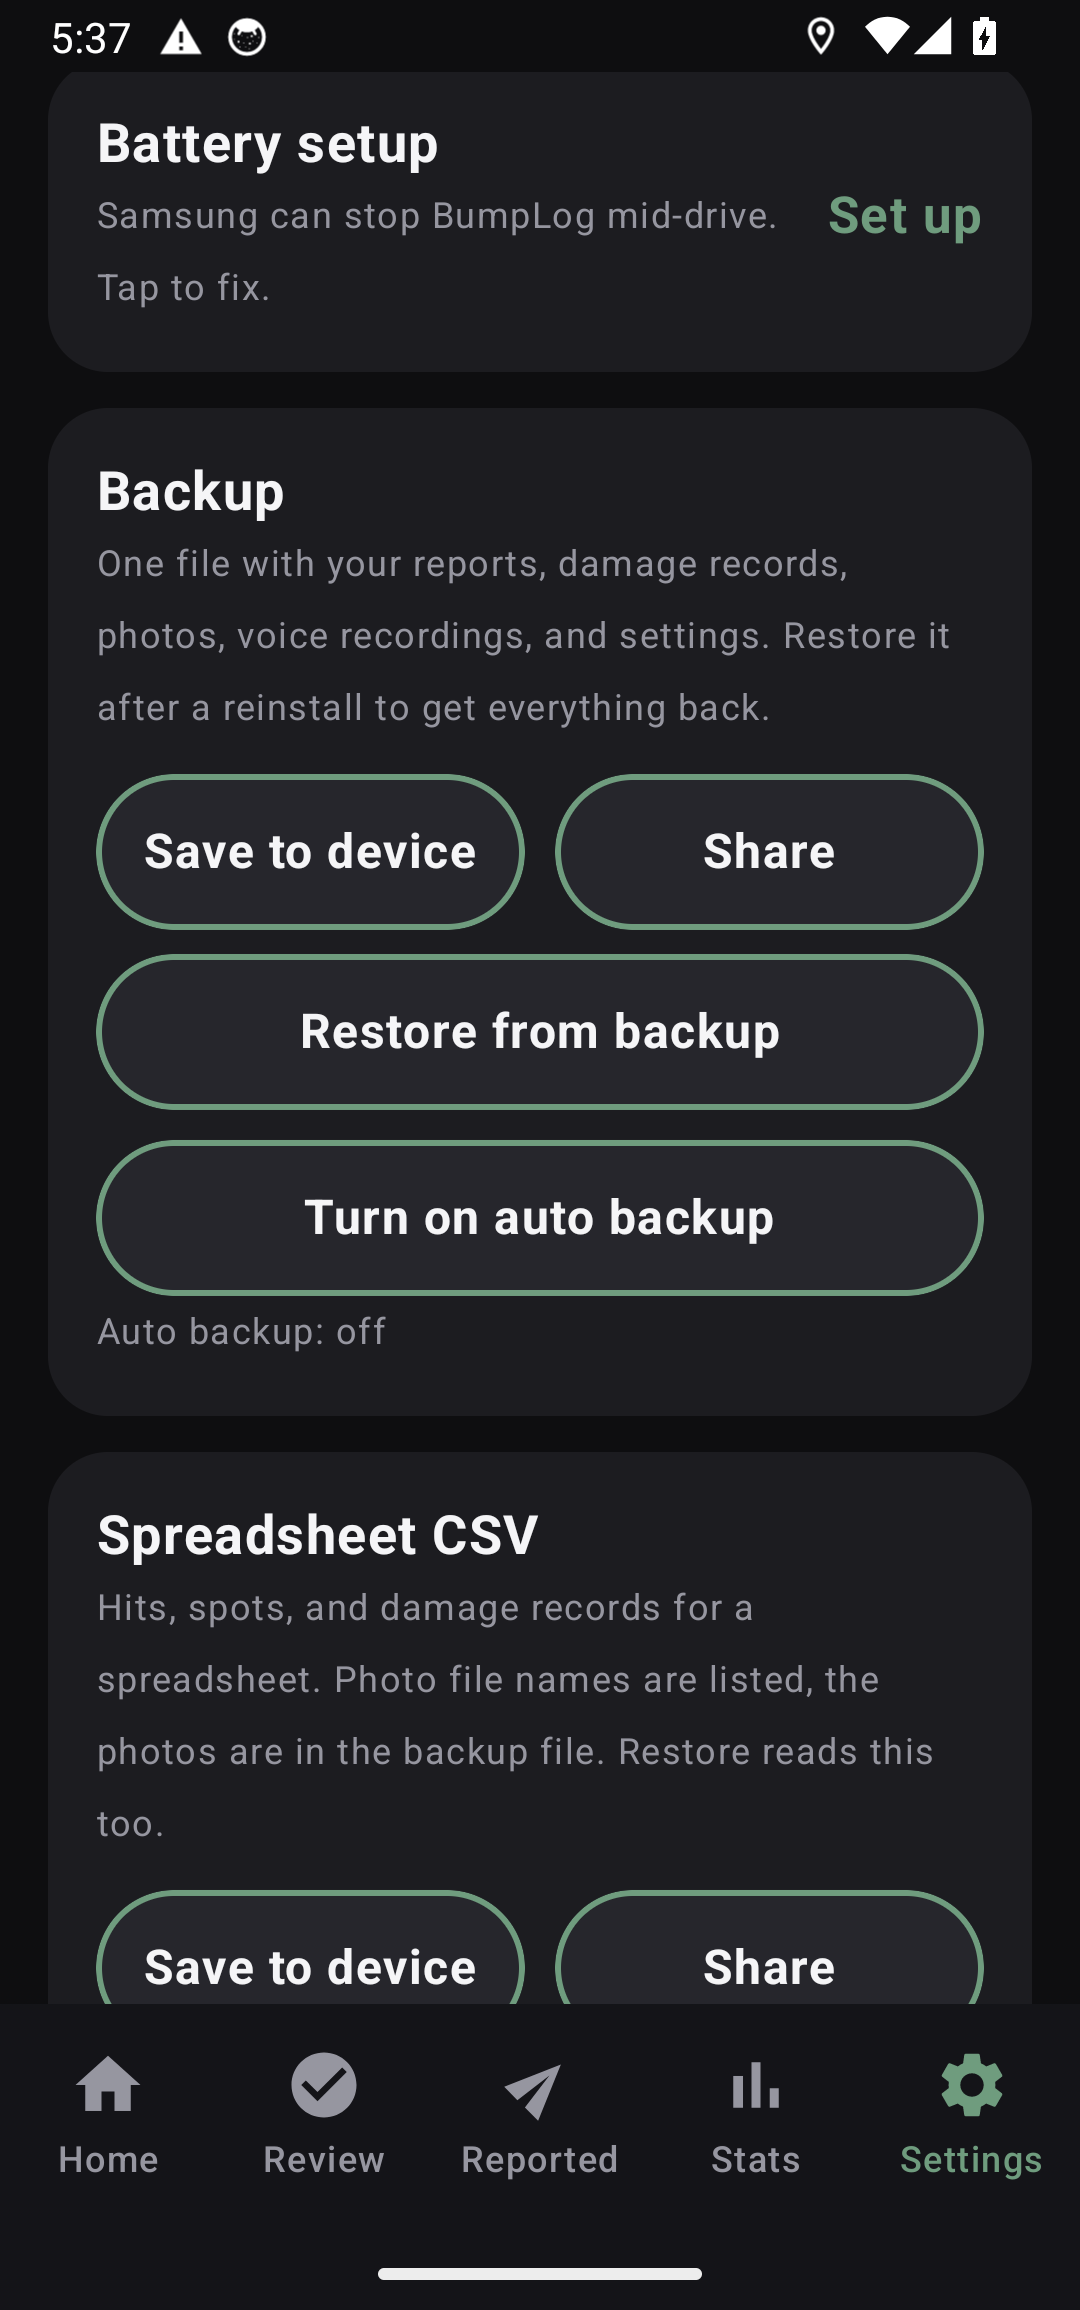 5:37
Battery setup
Samsung can stop BumpLog mid-drive.
Tap to fix.
Set up
Backup
One file with your reports, damage records,
photos, voice recordings, and settings. Restore it
after a reinstall to get everything back.
Save to device
Share
Restore from backup
Turn on auto backup
Auto backup: off
Spreadsheet CSV
Hits, spots, and damage records for a
spreadsheet. Photo file names are listed, the
photos are in the backup file. Restore reads this
too.
Save to device
Share
Home
Review
Reported
Stats
Settings